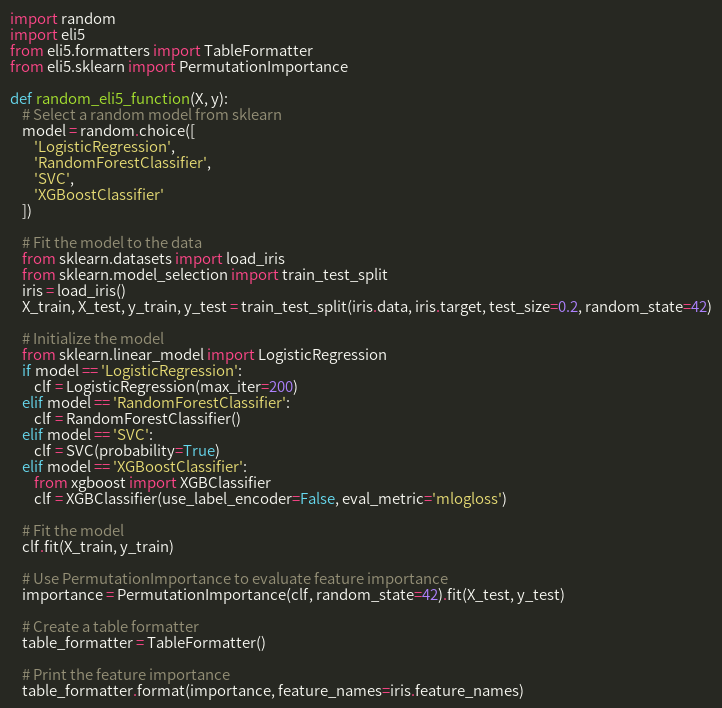 import random
import eli5
from eli5.formatters import TableFormatter
from eli5.sklearn import PermutationImportance

def random_eli5_function(X, y):
    # Select a random model from sklearn
    model = random.choice([
        'LogisticRegression',
        'RandomForestClassifier',
        'SVC',
        'XGBoostClassifier'
    ])

    # Fit the model to the data
    from sklearn.datasets import load_iris
    from sklearn.model_selection import train_test_split
    iris = load_iris()
    X_train, X_test, y_train, y_test = train_test_split(iris.data, iris.target, test_size=0.2, random_state=42)

    # Initialize the model
    from sklearn.linear_model import LogisticRegression
    if model == 'LogisticRegression':
        clf = LogisticRegression(max_iter=200)
    elif model == 'RandomForestClassifier':
        clf = RandomForestClassifier()
    elif model == 'SVC':
        clf = SVC(probability=True)
    elif model == 'XGBoostClassifier':
        from xgboost import XGBClassifier
        clf = XGBClassifier(use_label_encoder=False, eval_metric='mlogloss')

    # Fit the model
    clf.fit(X_train, y_train)

    # Use PermutationImportance to evaluate feature importance
    importance = PermutationImportance(clf, random_state=42).fit(X_test, y_test)

    # Create a table formatter
    table_formatter = TableFormatter()

    # Print the feature importance
    table_formatter.format(importance, feature_names=iris.feature_names)